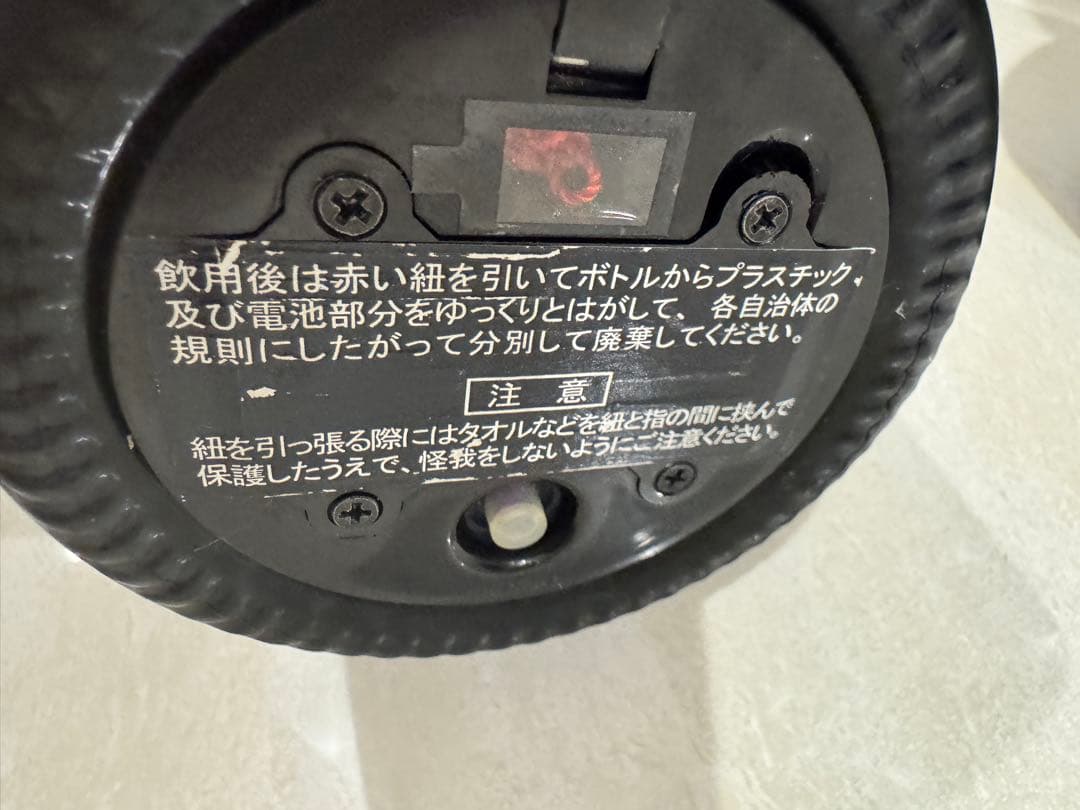 飲用後は赤い紐を引いてボトルからプラスチック
及び電池部分をゆっくりとはがして、各自治体の
規則にしたがって分別して廃棄してください。
注意
紐を引っ張る際にはタオルなどを紐と指の間に挟んで
保護したうえで、怪我をしないようにご注意ください。